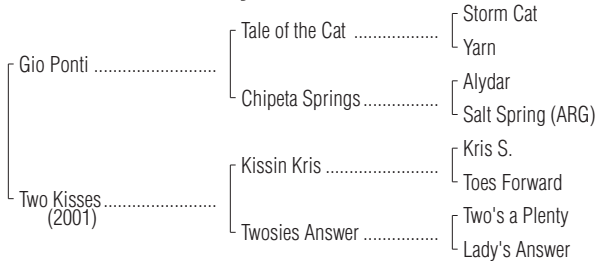 Storm Cat
Tale of the Cat ..................
Yarn
Gio Ponti ..........................
Alydar
Chipeta Springs................
Salt Spring (ARG)
Kris S.
Kissin Kris ........................
Toes Forward
Two Kisses........................
(2001)
Two's a Plenty
Twosies Answer ................
Lady's Answer